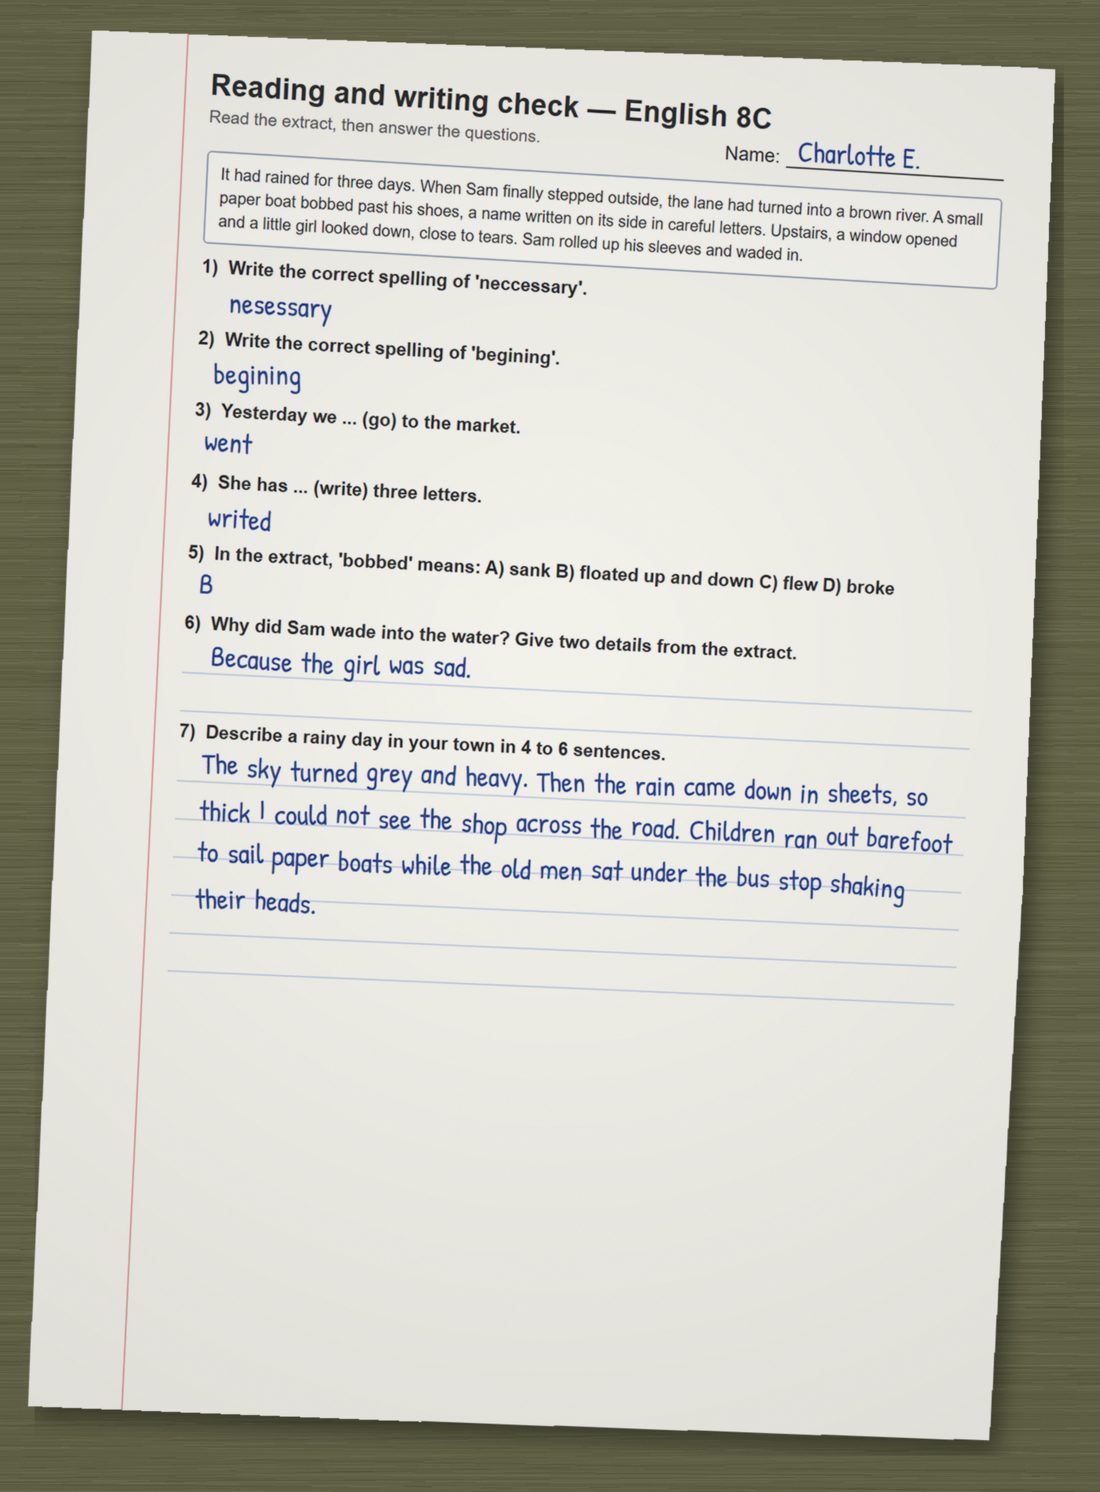 Reading and writing check — English 8C
Read the extract, then answer the questions.
Name: Charlotte E.
It had rained for three days. When Sam finally stepped outside, the lane had turned into a brown river. A small
paper boat bobbed past his shoes, a name written on its side in careful letters. Upstairs, a window opened
and a little girl looked down, close to tears. Sam rolled up his sleeves and waded in.
1) Write the correct spelling of 'neccessary'.
nesessary
2) Write the correct spelling of 'begining'.
begining
3) Yesterday we ... (go) to the market.
went
4) She has ... (write) three letters.
writed
5) In the extract, 'bobbed' means: A) sank B) floated up and down C) flew D) broke
B
6) Why did Sam wade into the water? Give two details from the extract.
Because the girl was sad.
7) Describe a rainy day in your town in 4 to 6 sentences.
The sky turned grey and heavy. Then the rain came down in sheets, so
thick I could not see the shop across the road. Children ran out barefoot
to sail paper boats while the old men sat under the bus stop shaking
their heads.